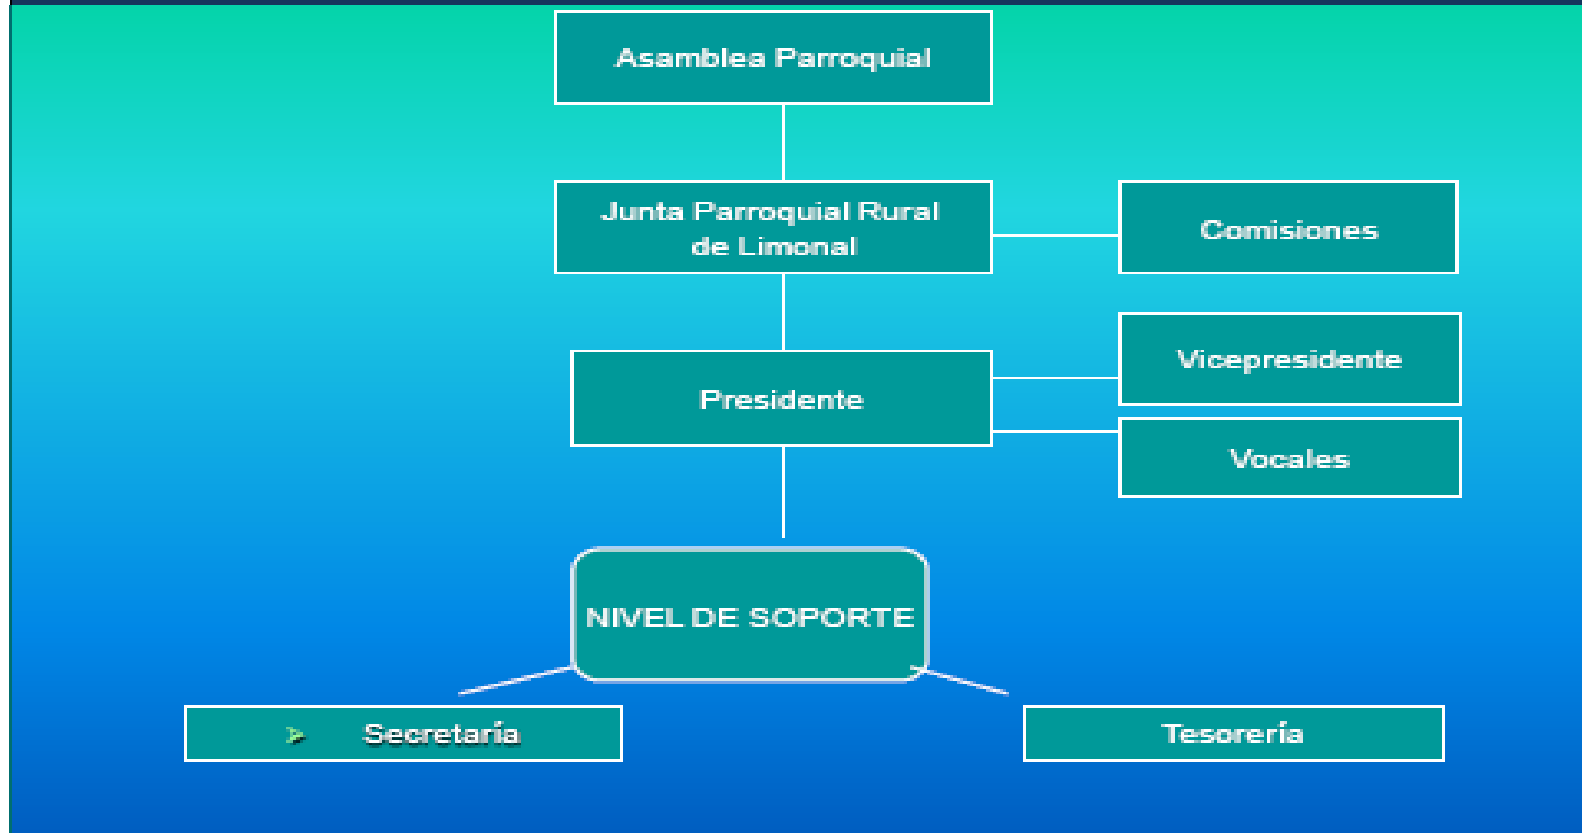 Asamblea Parroquial
Junta Parroquial Rural
de Limonal
Comisiones
Vicepresidente
Presidente
Vocales
NIVEL DE SOPORTE
Secretaría
Tesorería